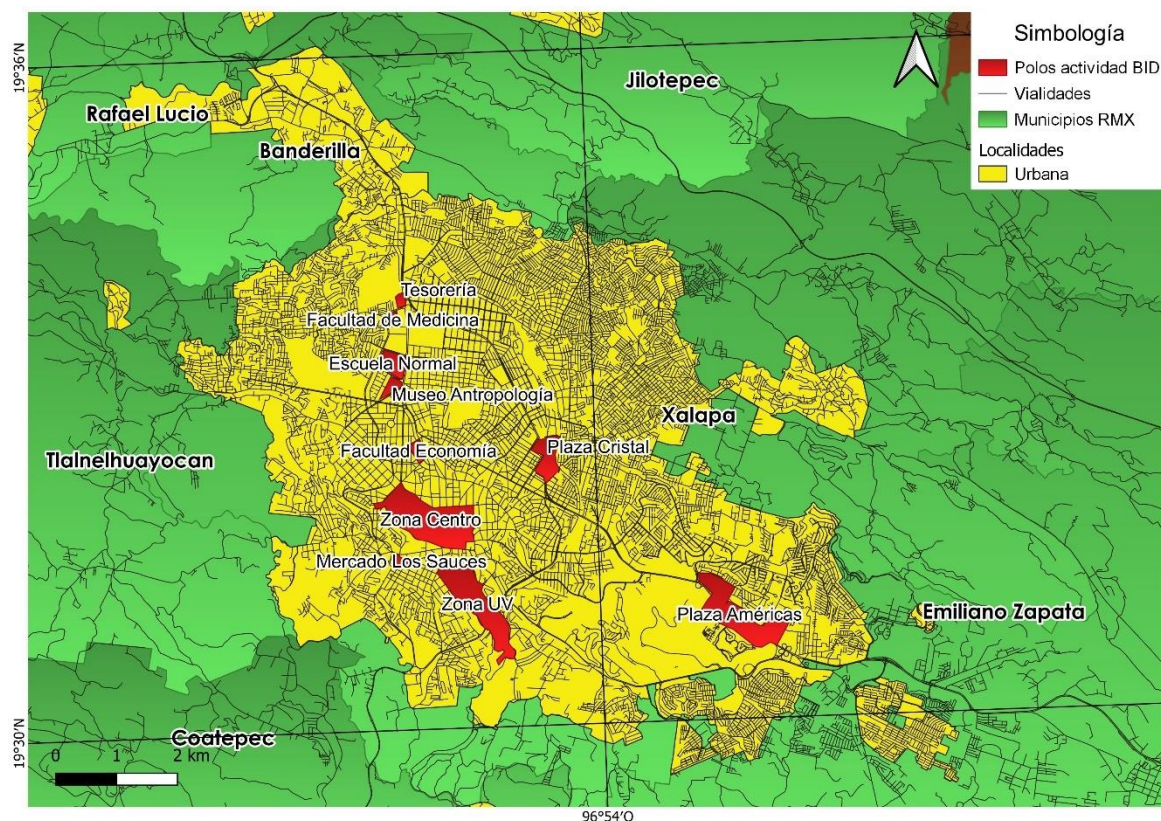 Simbología
Polos actividad BID
Vialidades
Municipios RMX
Localidades
Urbana
19°36′N
Jilotepec
Rafael Lucio
Banderilla
Tesorería
Facultad de Medicina
Escuela Normal
Museo Antropología
Xalapa
Facultad Economía
Plaza Cristal
Tlalnelhuayocan
Zona Centro
Mercado Los Sauces
Zona UV
Plaza Américas
Emiliano Zapata
19°30′N
Coatepec
0 1 2 km
96°54′O